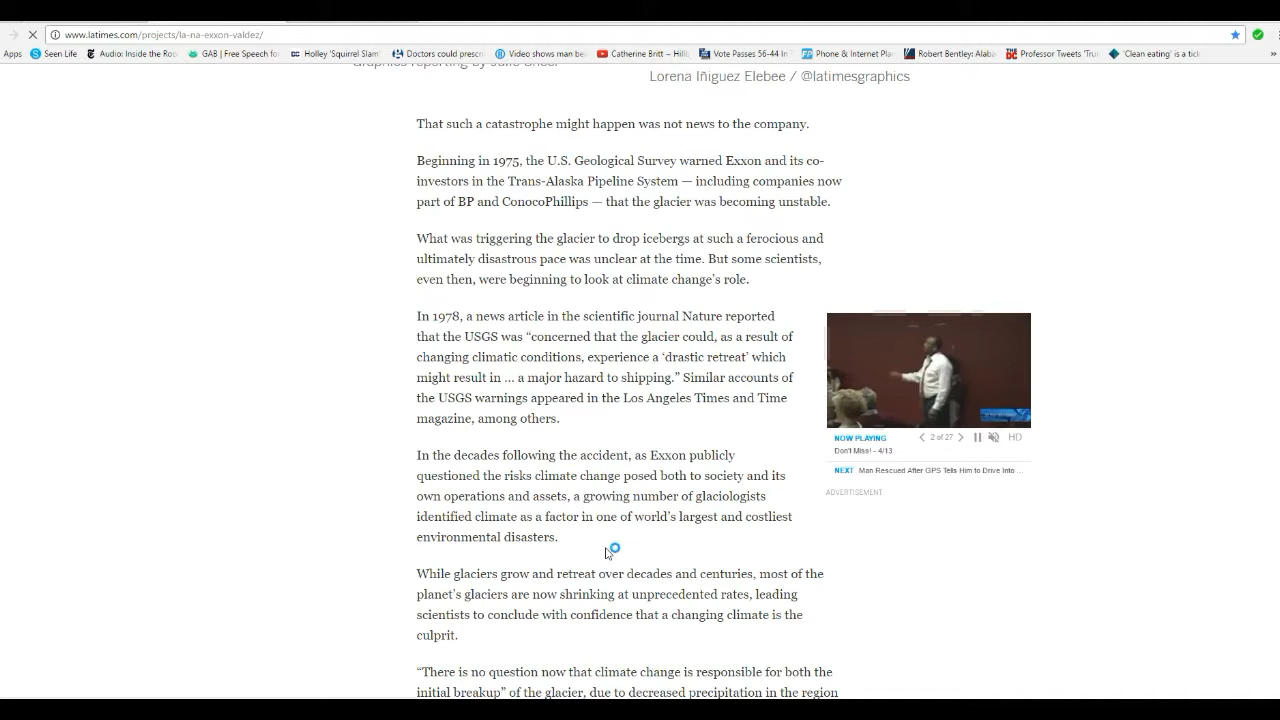 www.latimes.com/projects/la-na-exxon-valdez/
Apps Seen Life Audio: Inside the Roo GAB | Free Speech fo Holley 'Squirrel Slam' Doctors could prescri Video shows man be Catherine Britt – Hilli Vote Passes 56-44 In Phone & Internet Plan Robert Bentley: Alaba Professor Tweets 'Tru 'Clean eating' is a tick »
Graphics reporting by
Lorena Iñiguez Elebee / @latimesgraphics
That such a catastrophe might happen was not news to the company.
Beginning in 1975, the U.S. Geological Survey warned Exxon and its co-
investors in the Trans-Alaska Pipeline System — including companies now
part of BP and ConocoPhillips — that the glacier was becoming unstable.
What was triggering the glacier to drop icebergs at such a ferocious and
ultimately disastrous pace was unclear at the time. But some scientists,
even then, were beginning to look at climate change’s role.
In 1978, a news article in the scientific journal Nature reported
that the USGS was “concerned that the glacier could, as a result of
changing climatic conditions, experience a ‘drastic retreat’ which
might result in ... a major hazard to shipping.” Similar accounts of
the USGS warnings appeared in the Los Angeles Times and Time
magazine, among others.
NOW PLAYING 2 of 27 HD
Don't Miss! - 4/13
NEXT Man Rescued After GPS Tells Him to Drive Into ...
ADVERTISEMENT
In the decades following the accident, as Exxon publicly
questioned the risks climate change posed both to society and its
own operations and assets, a growing number of glaciologists
identified climate as a factor in one of world’s largest and costliest
environmental disasters.
While glaciers grow and retreat over decades and centuries, most of the
planet’s glaciers are now shrinking at unprecedented rates, leading
scientists to conclude with confidence that a changing climate is the
culprit.
“There is no question now that climate change is responsible for both the
initial breakup” of the glacier, due to decreased precipitation in the region